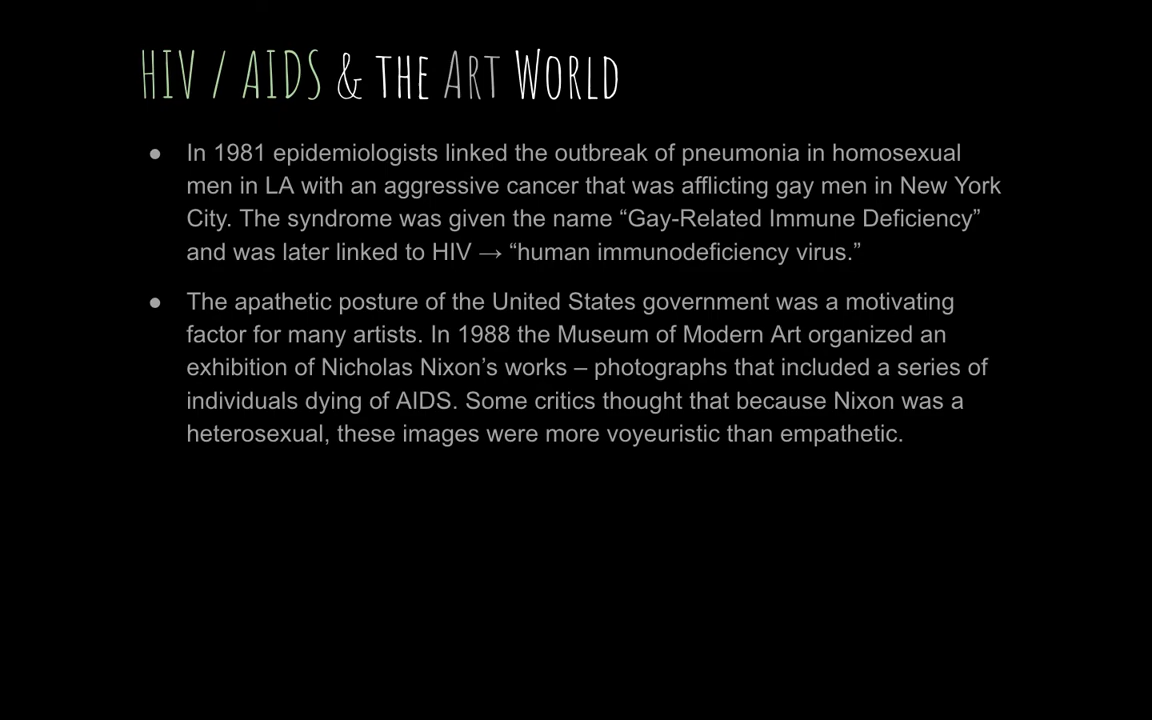 HIV / AIDS & THE ART WORLD
● In 1981 epidemiologists linked the outbreak of pneumonia in homosexual
men in LA with an aggressive cancer that was afflicting gay men in New York
City. The syndrome was given the name “Gay-Related Immune Deficiency”
and was later linked to HIV → “human immunodeficiency virus.”
● The apathetic posture of the United States government was a motivating
factor for many artists. In 1988 the Museum of Modern Art organized an
exhibition of Nicholas Nixon’s works – photographs that included a series of
individuals dying of AIDS. Some critics thought that because Nixon was a
heterosexual, these images were more voyeuristic than empathetic.